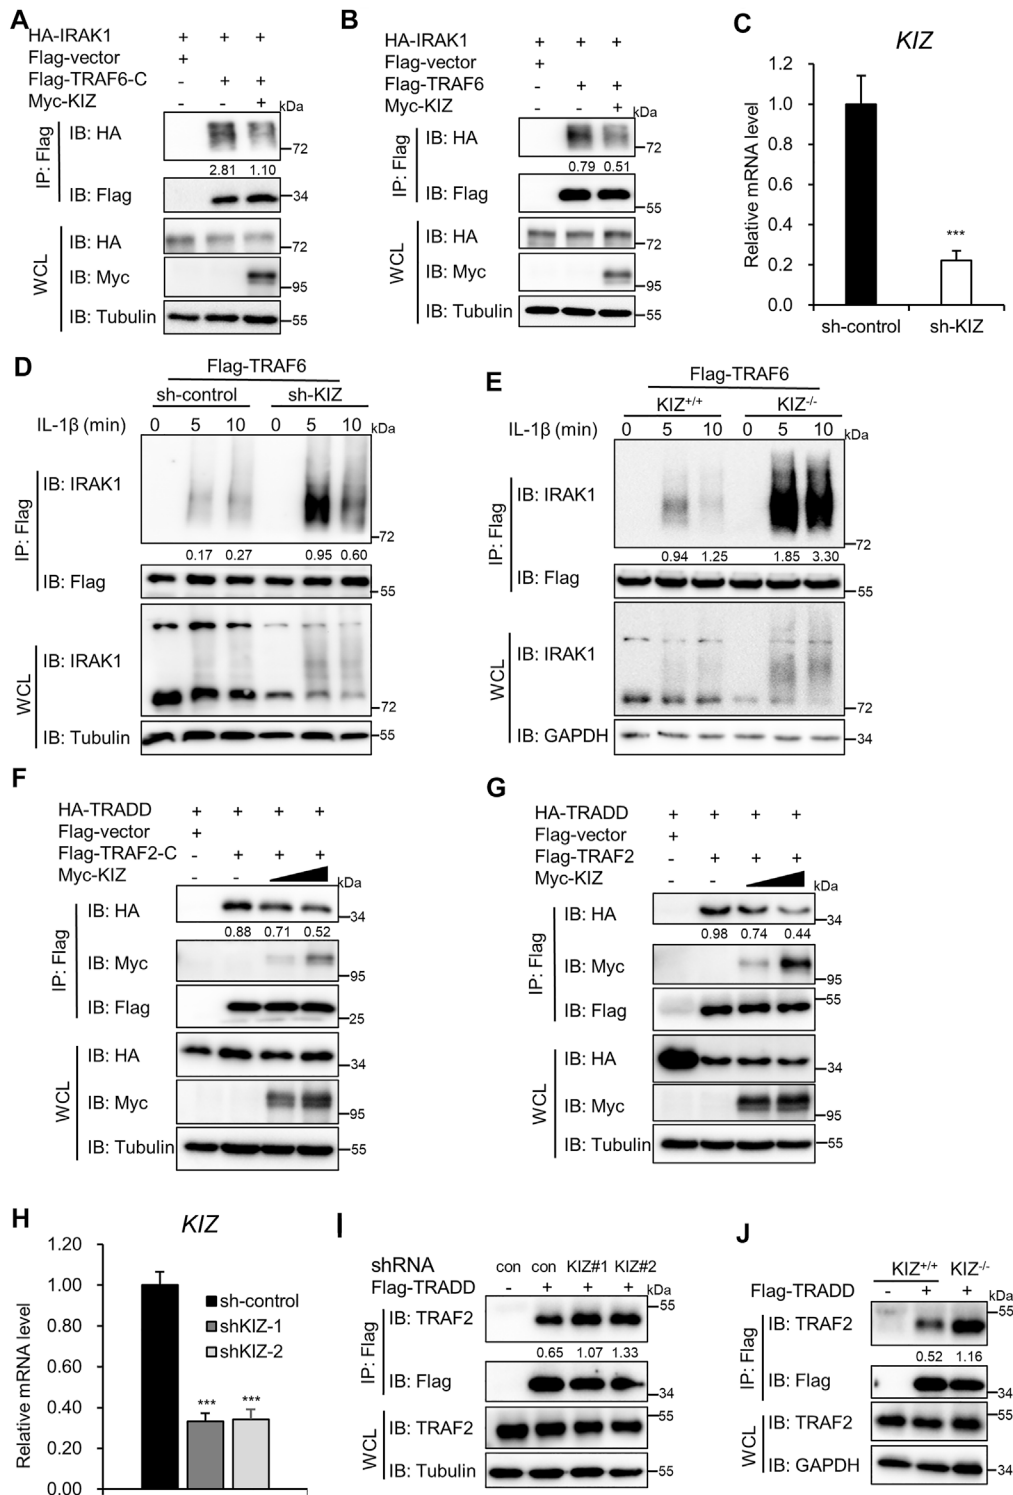 A
HA-IRAK1 + + +
Flag-vector +
Flag-TRAF6-C - + +
Myc-KIZ - - + kDa
IP: Flag
IB: HA
72
2.81 1.10
IB: Flag
34
WCL
IB: HA
72
IB: Myc
95
IB: Tubulin
55
B
HA-IRAK1 + + +
Flag-vector +
Flag-TRAF6 - + +
Myc-KIZ - - + kDa
IP: Flag
IB: HA
72
0.79 0.51
IB: Flag
55
WCL
IB: HA
72
IB: Myc
95
IB: Tubulin
55
C
KIZ
Relative mRNA level
1.2
1.0
0.8
0.6
0.4
0.2
0.0
***
sh-control sh-KIZ
D
Flag-TRAF6
sh-control sh-KIZ
IL-1β (min) 0 5 10 0 5 10 kDa
IP: Flag
IB: IRAK1
72
0.17 0.27 0.95 0.60
IB: Flag
55
WCL
IB: IRAK1
72
IB: Tubulin
55
E
Flag-TRAF6
KIZ+/+ KIZ-/-
IL-1β (min) 0 5 10 0 5 10 kDa
IP: Flag
IB: IRAK1
72
0.94 1.25 1.85 3.30
IB: Flag
55
WCL
IB: IRAK1
72
IB: GAPDH
34
F
HA-TRADD + + + +
Flag-vector +
Flag-TRAF2-C - + + +
Myc-KIZ - - kDa
IP: Flag
IB: HA
34
0.88 0.71 0.52
IB: Myc
95
IB: Flag
25
WCL
IB: HA
34
IB: Myc
95
IB: Tubulin
55
G
HA-TRADD + + + +
Flag-vector +
Flag-TRAF2 - + + +
Myc-KIZ - - kDa
IP: Flag
IB: HA
34
0.98 0.74 0.44
IB: Myc
95
IB: Flag
55
WCL
IB: HA
34
IB: Myc
95
IB: Tubulin
55
H
KIZ
Relative mRNA level
1.20
1.00
0.80
0.60
0.40
0.20
0.00
sh-control
shKIZ-1
shKIZ-2
*** ***
I
shRNA con con KIZ#1 KIZ#2
Flag-TRADD - + + + kDa
IP: Flag
IB: TRAF2
55
0.65 1.07 1.33
IB: Flag
34
WCL
IB: TRAF2
55
IB: Tubulin
55
J
KIZ+/+ KIZ-/-
Flag-TRADD - + + kDa
IP: Flag
IB: TRAF2
55
0.52 1.16
IB: Flag
34
WCL
IB: TRAF2
55
IB: GAPDH
34